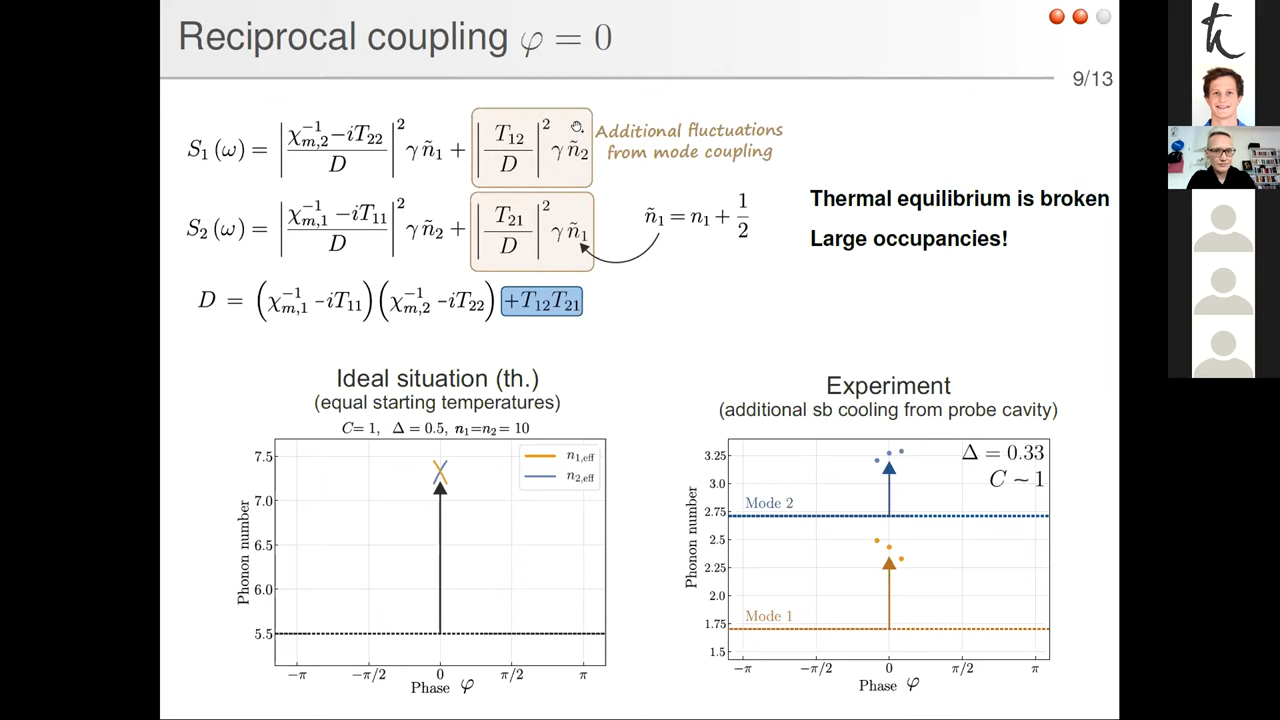 Reciprocal coupling φ = 0
9/13
S₁ (ω) = |χ⁻¹ₘ,₂ − iT₂₂ / D|² γ ñ₁ + |T₁₂ / D|² γ ñ₂
Additional fluctuations
from mode coupling
S₂ (ω) = |χ⁻¹ₘ,₁ − iT₁₁ / D|² γ ñ₂ + |T₂₁ / D|² γ ñ₁
ñ₁ = n₁ + 1/2
Thermal equilibrium is broken
Large occupancies!
D = (χ⁻¹ₘ,₁ − iT₁₁)(χ⁻¹ₘ,₂ − iT₂₂) +T₁₂T₂₁
Ideal situation (th.)
(equal starting temperatures)
C= 1, Δ = 0.5, n₁=n₂ = 10
7.5
7.0
6.5
6.0
5.5
Phonon number
n₁,eff
n₂,eff
−π
−π/2
0
π/2
π
Phase φ
Experiment
(additional sb cooling from probe cavity)
3.25
3.0
2.75
2.5
2.25
2.0
1.75
1.5
Phonon number
Δ = 0.33
C ~ 1
Mode 2
Mode 1
−π
−π/2
0
π/2
π
Phase φ